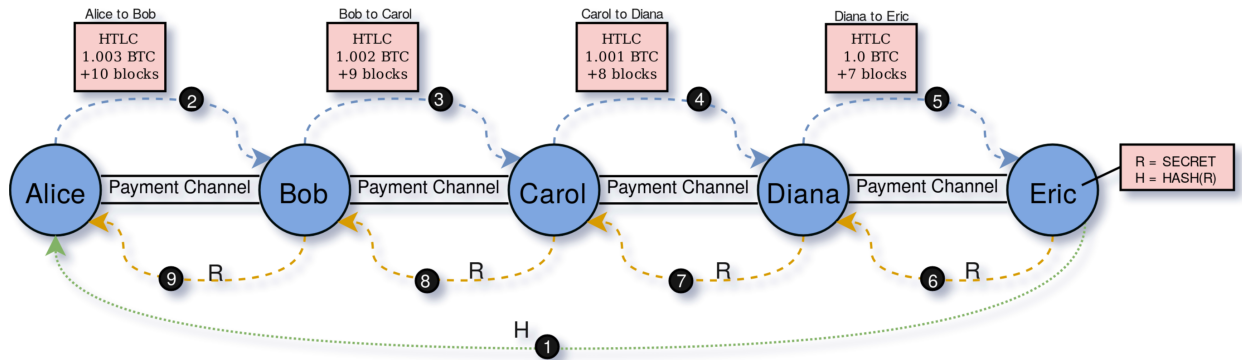 Alice to Bob
HTLC
1.003 BTC
+10 blocks
Bob to Carol
HTLC
1.002 BTC
+9 blocks
Carol to Diana
HTLC
1.001 BTC
+8 blocks
Diana to Eric
HTLC
1.0 BTC
+7 blocks
2
3
4
5
Alice
Payment Channel
Bob
Payment Channel
Carol
Payment Channel
Diana
Payment Channel
Eric
R = SECRET
H = HASH(R)
9
R
8
R
7
R
6
R
H
1